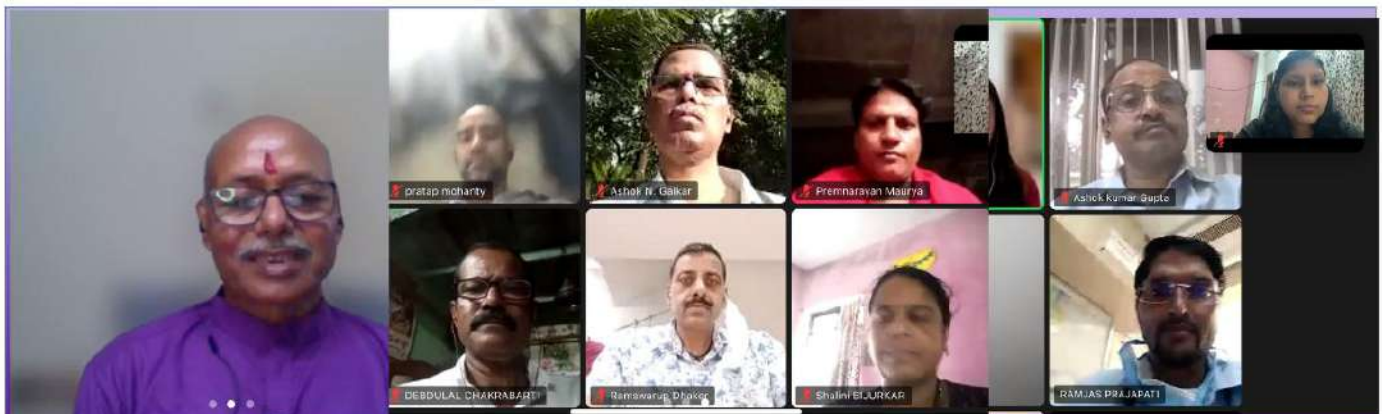 pratap mohanty
Ashok N. Gaikar
Premnarayan Maurya
Ashok kumar Gupta
DEBDULAL CHAKRABARTI
Ramswarup Dhaker
Shalini BIJURKAR
RAMJAS PRAJAPATI